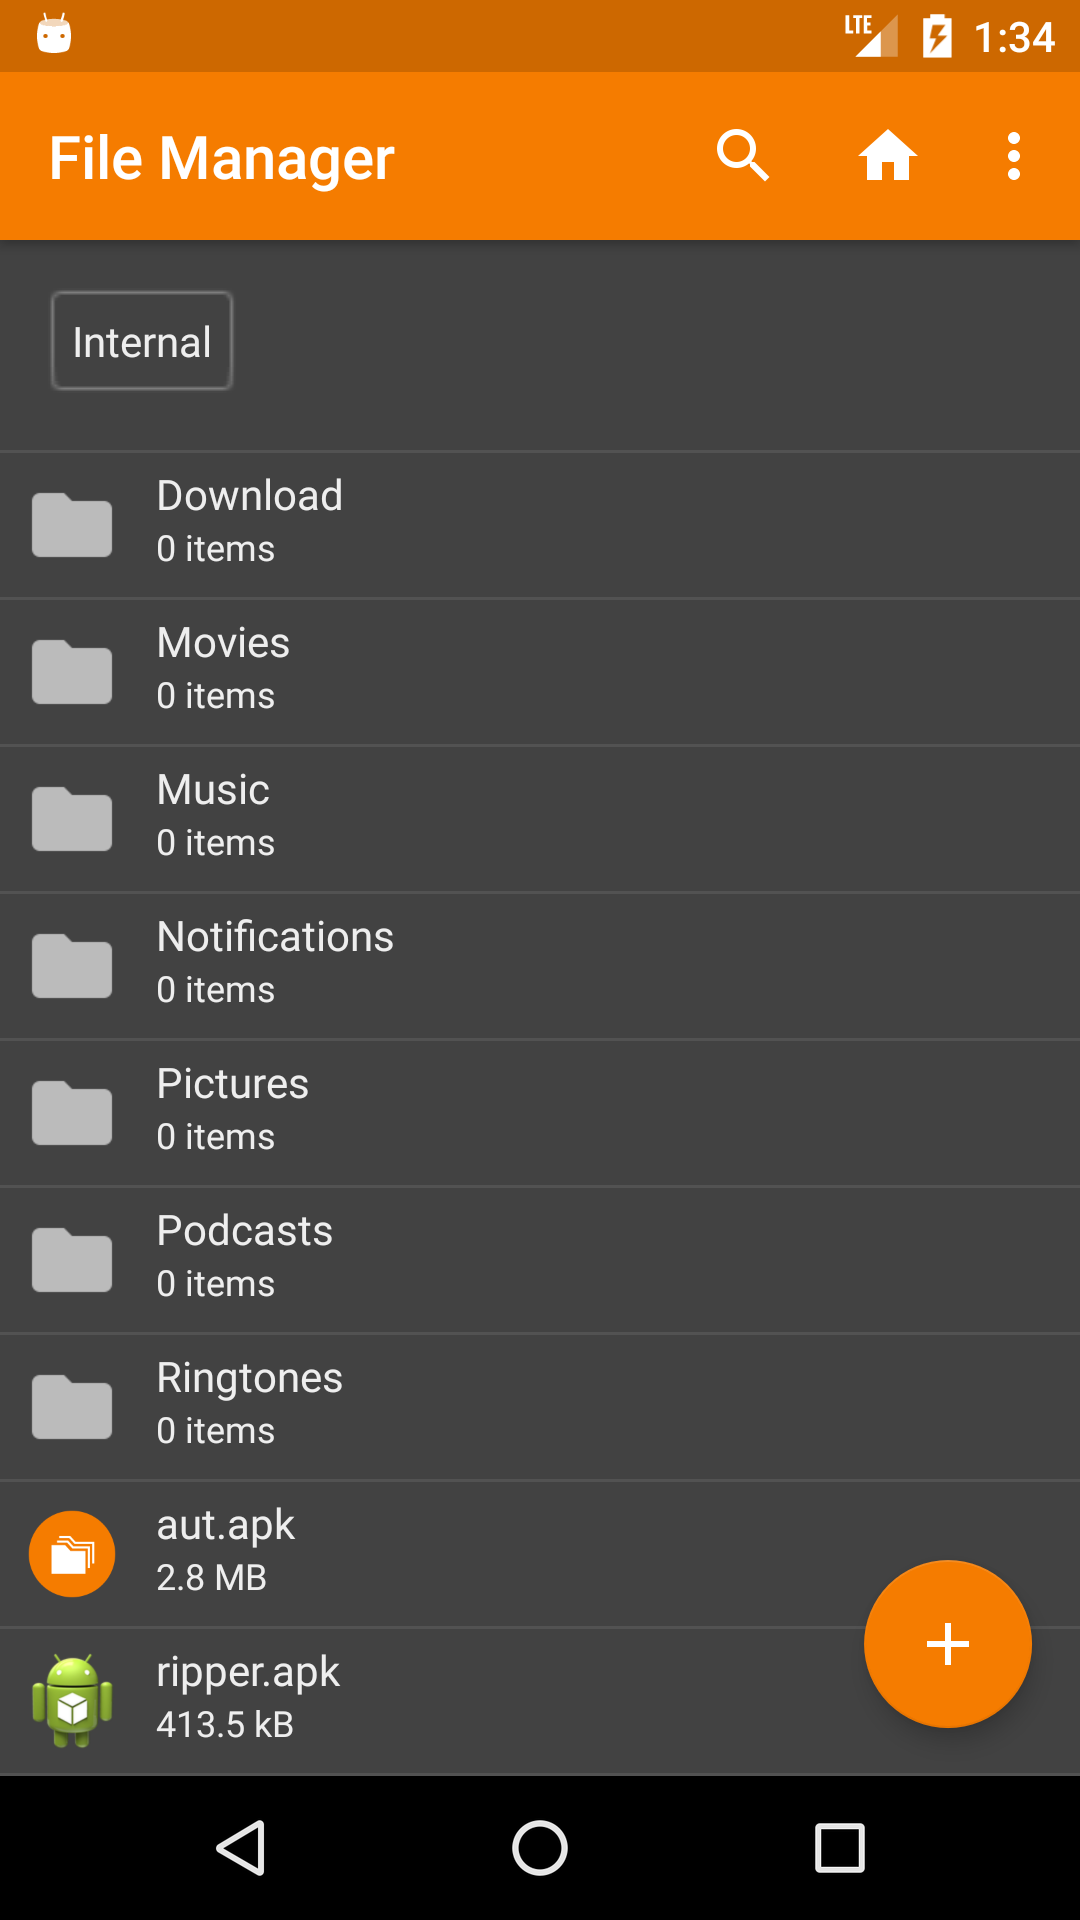 LTE 1:34
File Manager
Internal
Download
0 items
Movies
0 items
Music
0 items
Notifications
0 items
Pictures
0 items
Podcasts
0 items
Ringtones
0 items
aut.apk
2.8 MB
ripper.apk
413.5 kB